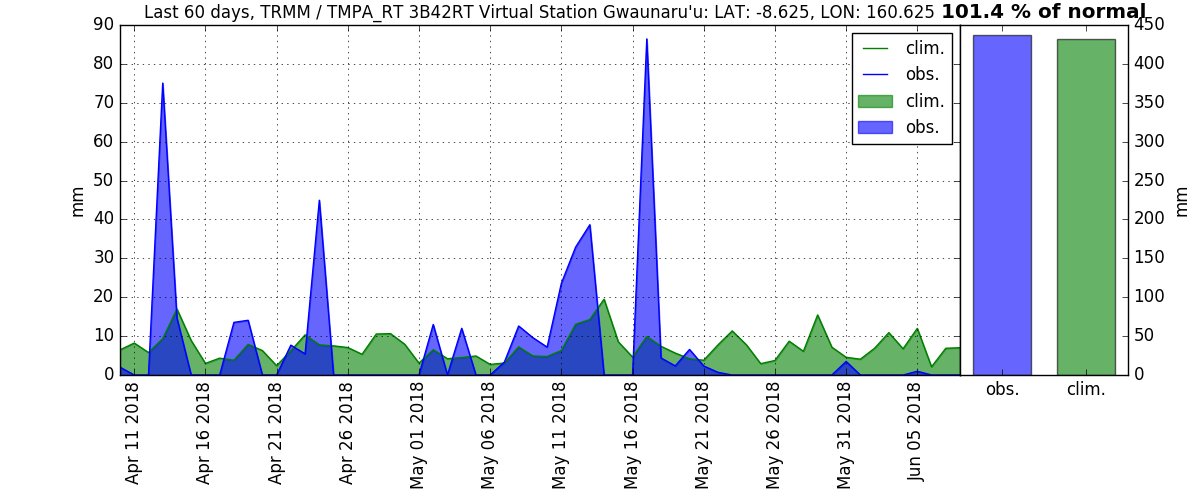 Last 60 days, TRMM / TMPA_RT 3B42RT Virtual Station Gwaunaru'u: LAT: -8.625, LON: 160.625 101.4 % of normal
90
80
70
60
50
40
30
20
10
0
mm
clim.
obs.
clim.
obs.
450
400
350
300
250
200
150
100
50
0
mm
Apr 11 2018
Apr 16 2018
Apr 21 2018
Apr 26 2018
May 01 2018
May 06 2018
May 11 2018
May 16 2018
May 21 2018
May 26 2018
May 31 2018
Jun 05 2018
obs.
clim.